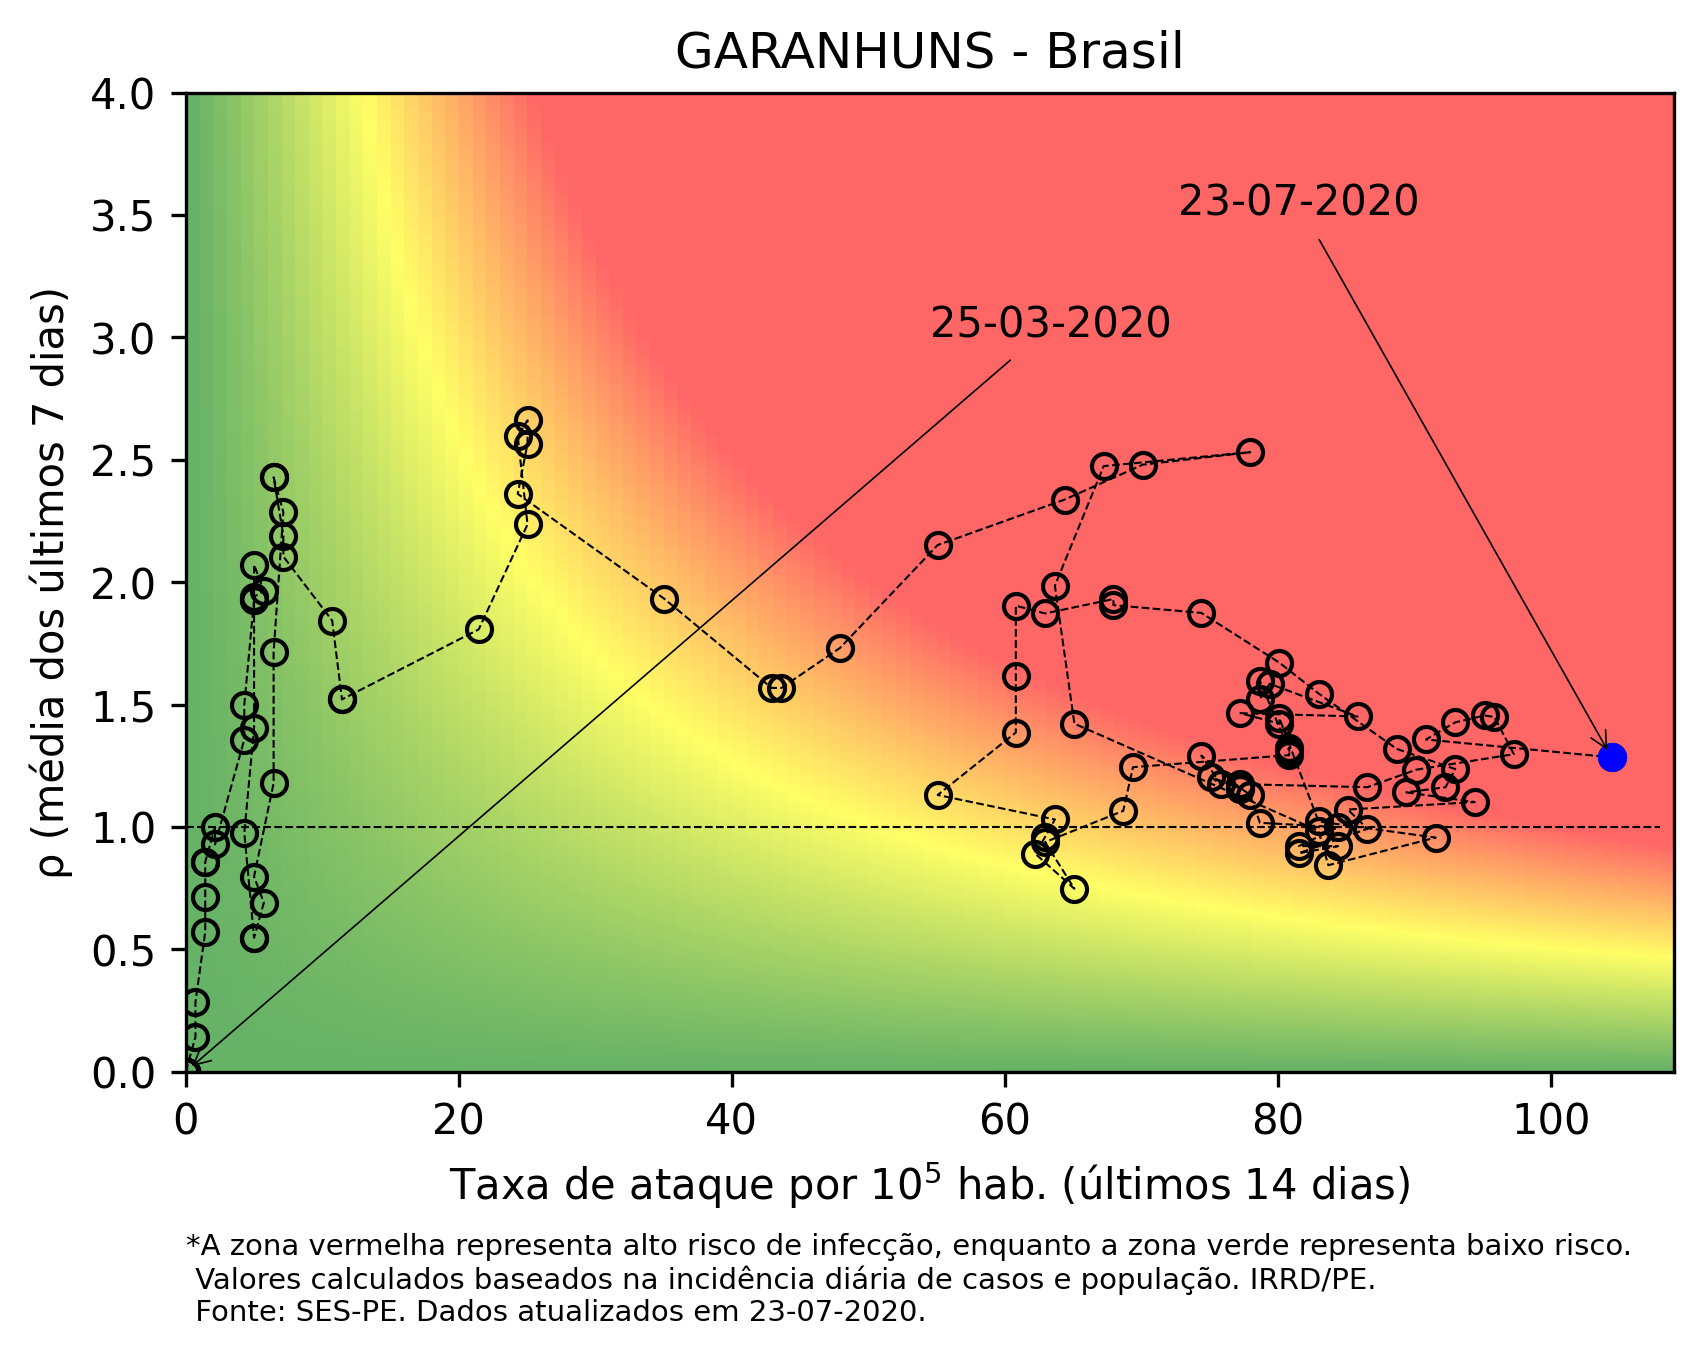 GARANHUNS - Brasil
4.0
3.5
3.0
2.5
2.0
1.5
1.0
0.5
0.0
ρ (média dos últimos 7 dias)
23-07-2020
25-03-2020
0 20 40 60 80 100
Taxa de ataque por 10⁵ hab. (últimos 14 dias)
*A zona vermelha representa alto risco de infecção, enquanto a zona verde representa baixo risco.
Valores calculados baseados na incidência diária de casos e população. IRRD/PE.
Fonte: SES-PE. Dados atualizados em 23-07-2020.